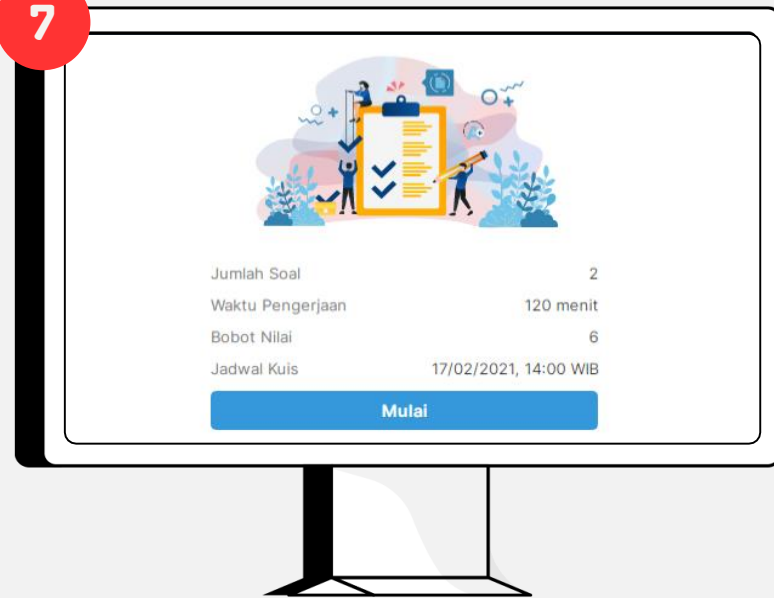 7
Jumlah Soal 2
Waktu Pengerjaan 120 menit
Bobot Nilai 6
Jadwal Kuis 17/02/2021, 14:00 WIB
Mulai